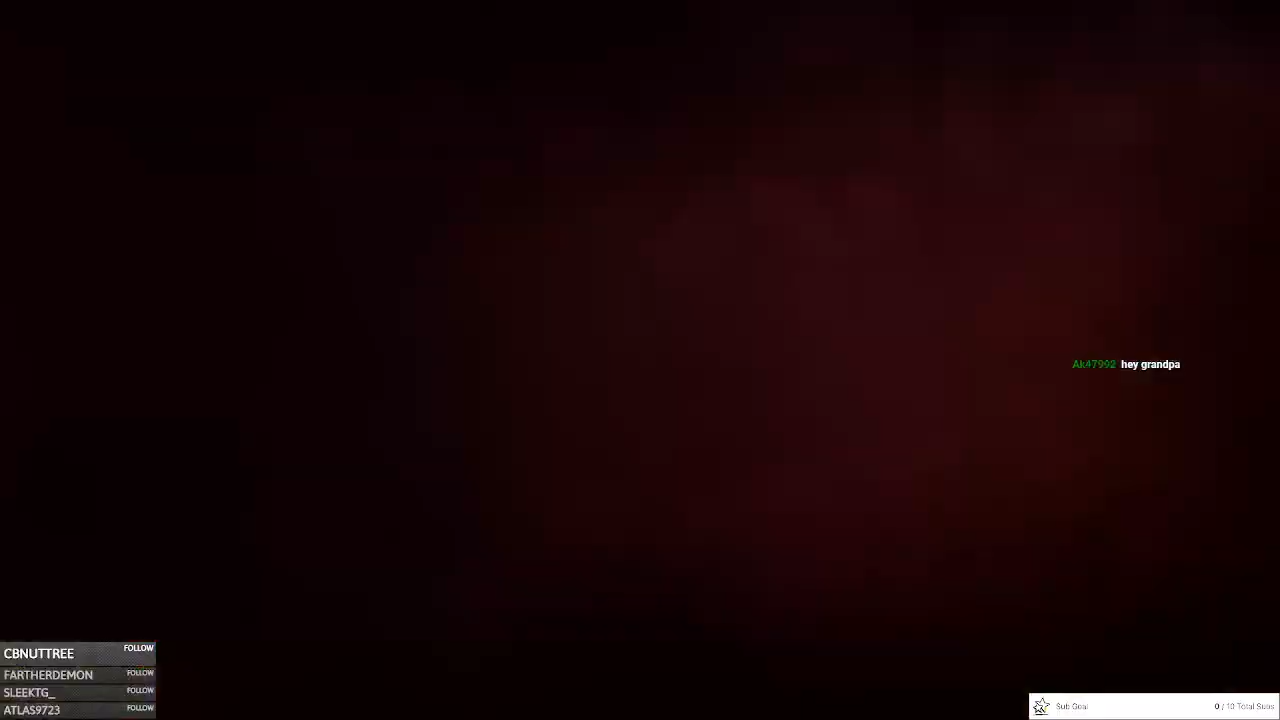 Ak47992 hey grandpa
CBNUTTREE FOLLOW
FARTHERDEMON FOLLOW
SLEEKTG_ FOLLOW
ATLAS9723 FOLLOW
Sub Goal 0 / 10 Total Subs